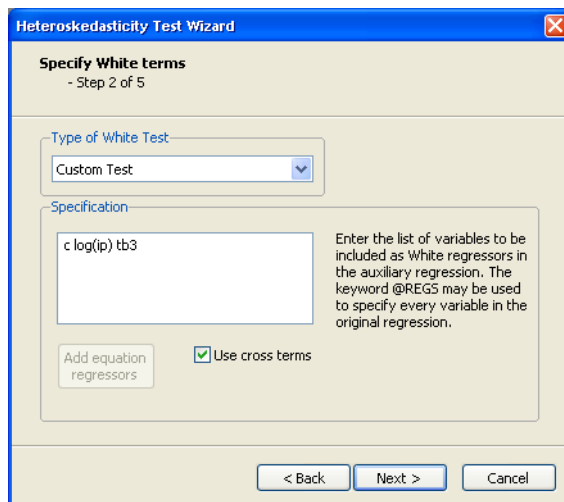 Heteroskedasticity Test Wizard
Specify White terms
- Step 2 of 5
Type of White Test
Custom Test
Specification
c log(ip) tb3
Enter the list of variables to be
included as White regressors in
the auxiliary regression. The
keyword @REGS may be used
to specify every variable in the
original regression.
Add equation
regressors
Use cross terms
< Back
Next >
Cancel